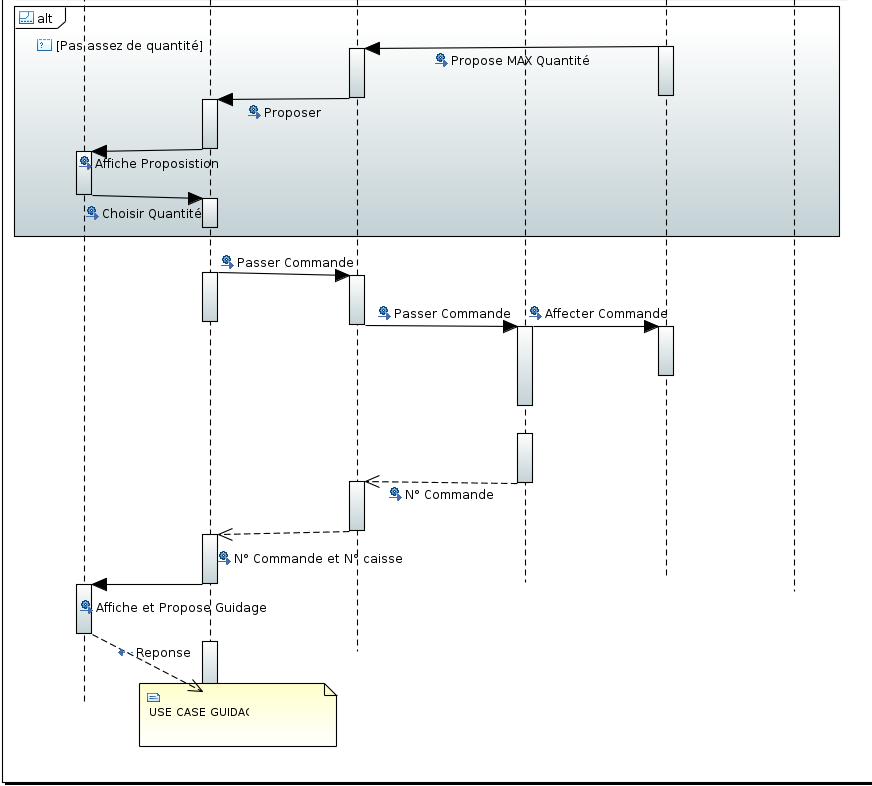 alt
[Pas assez de quantité]
Propose MAX Quantité
Proposer
Affiche Proposistion
Choisir Quantité
Passer Commande
Passer Commande
Affecter Commande
N° Commande
N° Commande et N° caisse
Affiche et Propose Guidage
Reponse
USE CASE GUIDAG